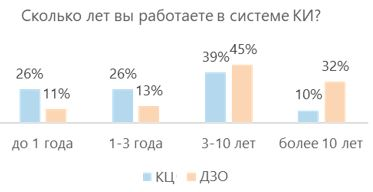 Сколько лет вы работаете в системе КИ?
26% 11% 26% 13% 39% 45% 10% 32%
до 1 года 1-3 года 3-10 лет более 10 лет
КЦ ДЗО